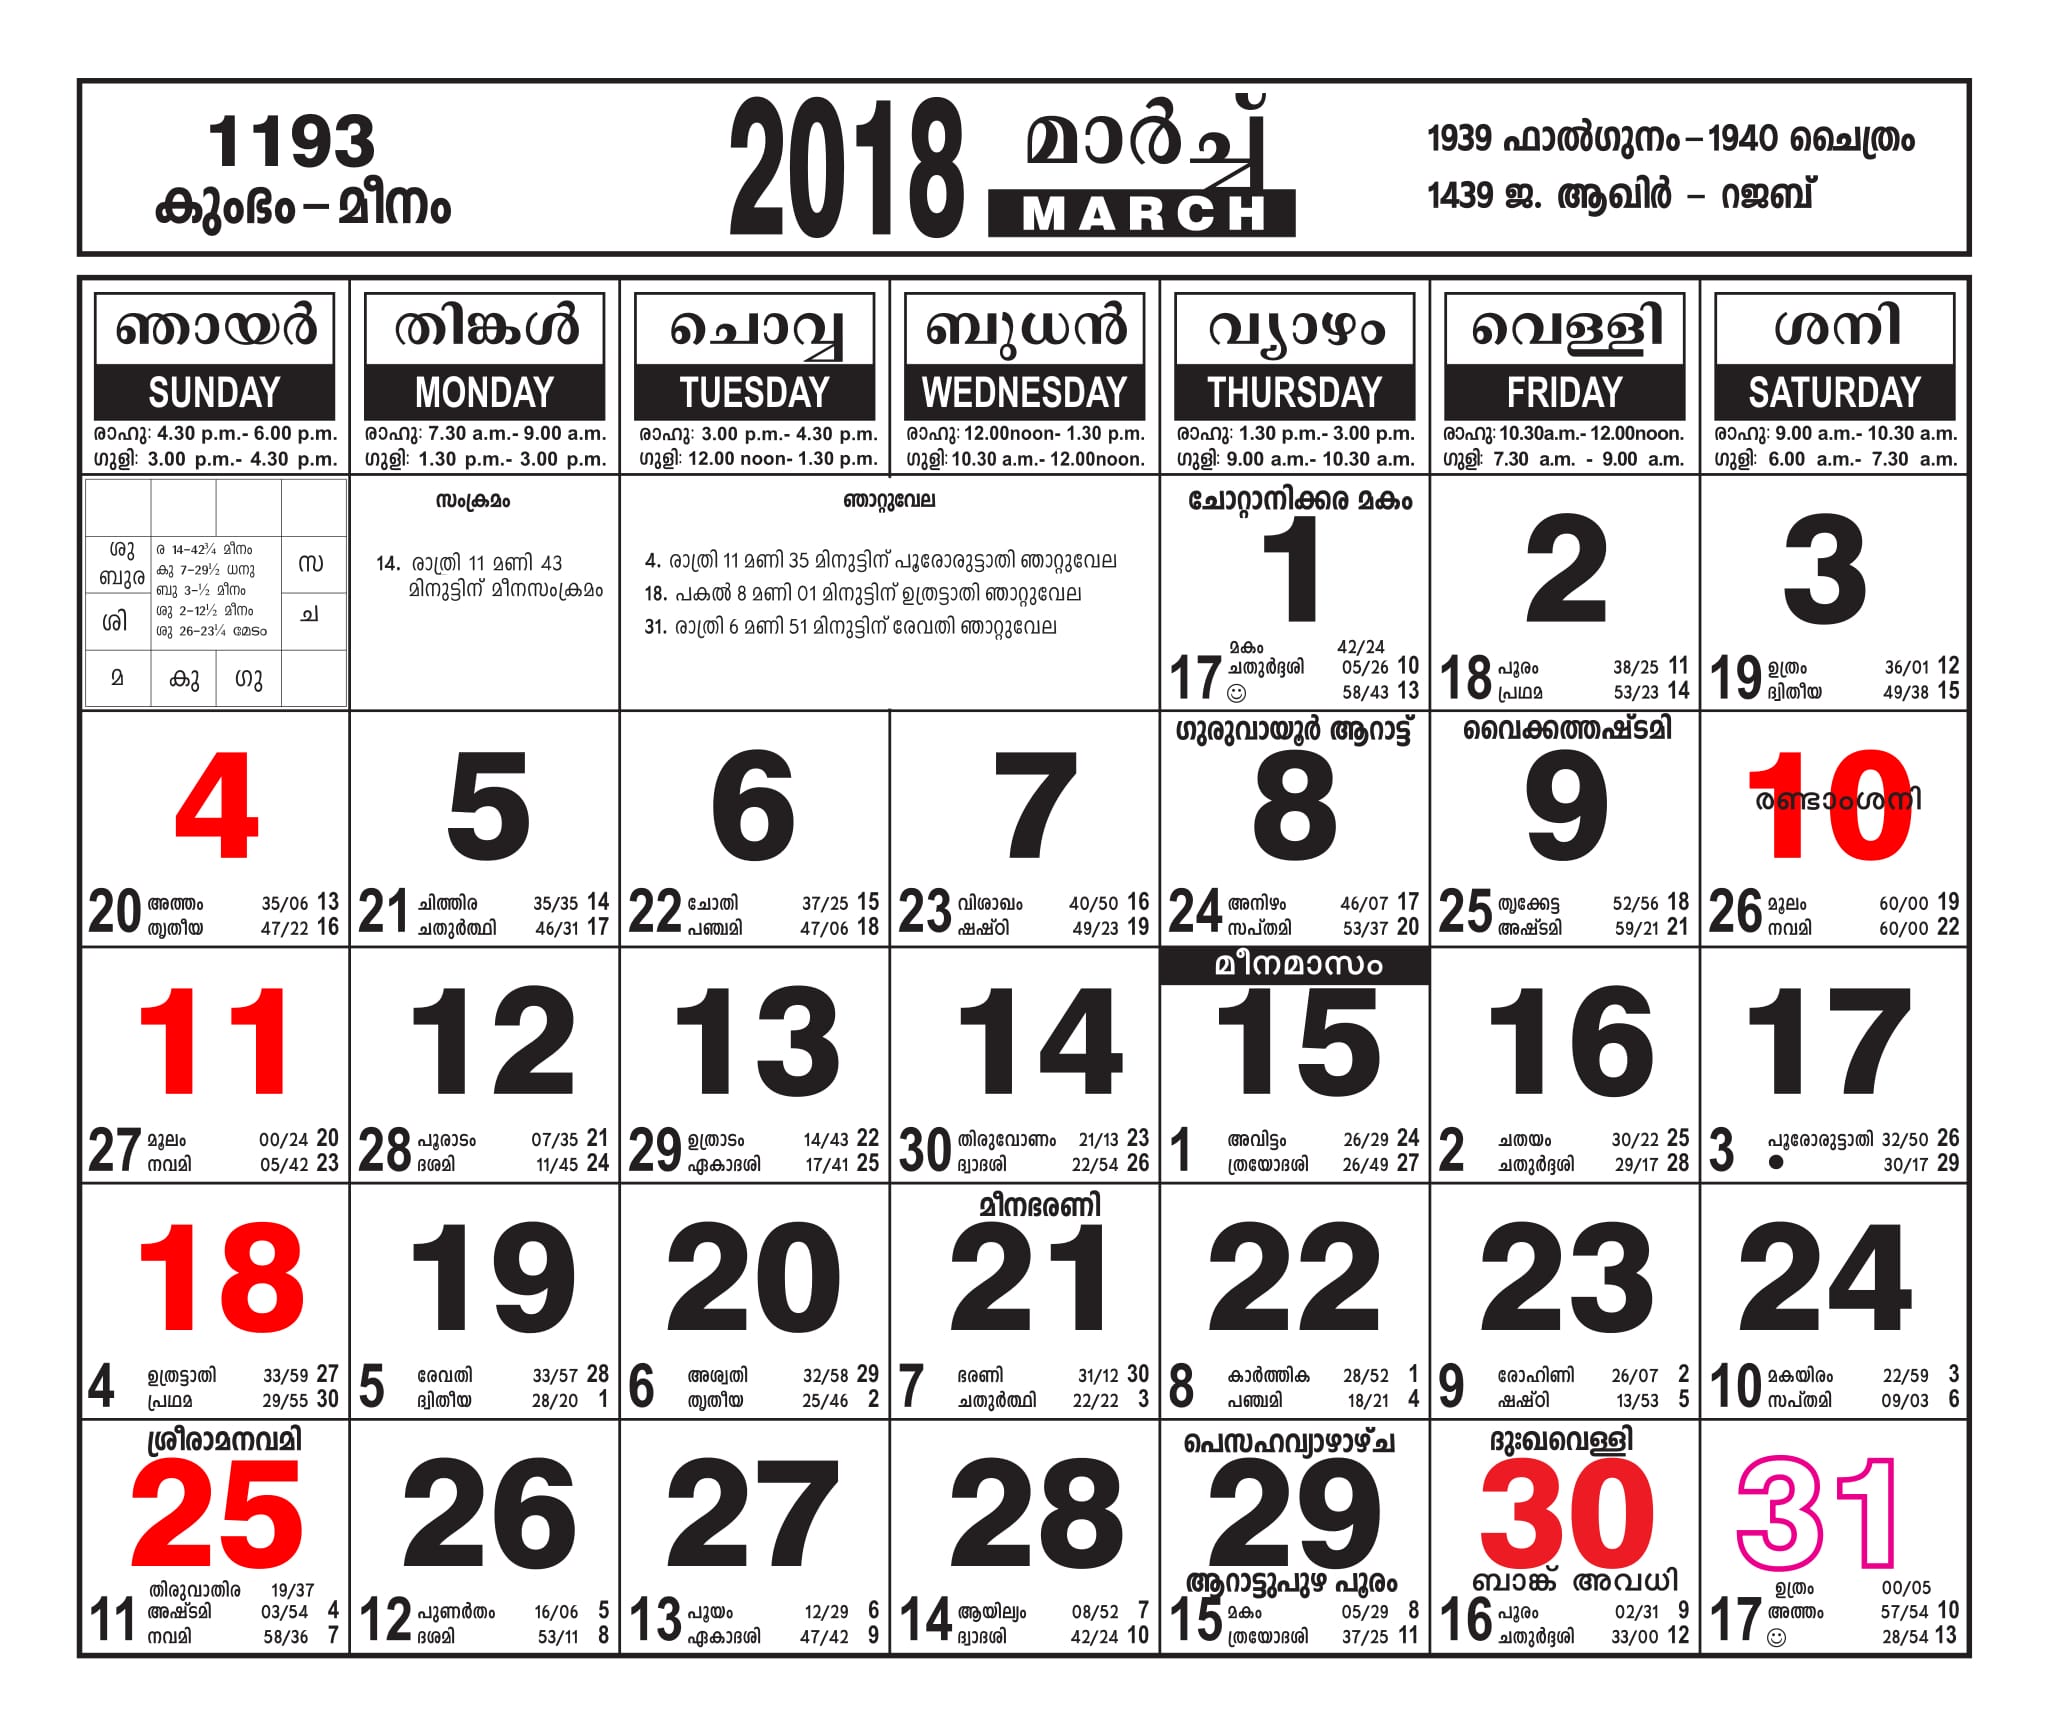 1193
കുംഭം – മീനം
2018 മാർച്ച്
MARCH
1939 ഫാൽഗുനം – 1940 ചൈത്രം
1439 ജ. ആഖിർ – റജബ്
ഞായർ തിങ്കൾ ചൊവ്വ ബുധൻ വ്യാഴം വെള്ളി ശനി
SUNDAY MONDAY TUESDAY WEDNESDAY THURSDAY FRIDAY SATURDAY
രാഹു: 4.30 p.m.- 6.00 p.m. രാഹു: 7.30 a.m.- 9.00 a.m. രാഹു: 3.00 p.m.- 4.30 p.m. രാഹു: 12.00noon- 1.30 p.m. രാഹു: 1.30 p.m.- 3.00 p.m. രാഹു: 10.30a.m.- 12.00noon. രാഹു: 9.00 a.m.- 10.30 a.m.
ഗുളി: 3.00 p.m.- 4.30 p.m. ഗുളി: 1.30 p.m.- 3.00 p.m. ഗുളി: 12.00 noon- 1.30 p.m. ഗുളി: 10.30 a.m.- 12.00noon. ഗുളി: 9.00 a.m.- 10.30 a.m. ഗുളി: 7.30 a.m. - 9.00 a.m. ഗുളി: 6.00 a.m.- 7.30 a.m.
ശു
ബുര
ര 14-42¾ മീനം
കു 7-29½ ധനു
ബു 3-½ മീനം
ശു 2-12½ മീനം
ശു 26-23¼ മേടം
സ
ശി
ച
മ കു ഗു
സംക്രമം
14. രാത്രി 11 മണി 43
മിനുട്ടിന് മീനസംക്രമം
ഞാറ്റുവേല
4. രാത്രി 11 മണി 35 മിനുട്ടിന് പൂരോരുട്ടാതി ഞാറ്റുവേല
18. പകൽ 8 മണി 01 മിനുട്ടിന് ഉത്രട്ടാതി ഞാറ്റുവേല
31. രാത്രി 6 മണി 51 മിനുട്ടിന് രേവതി ഞാറ്റുവേല
ചോറ്റാനിക്കര മകം
1
മകം 42/24
17 ചതുർദ്ദശി 05/26 10
58/43 13
2
18 പൂരം 38/25 11
പ്രഥമ 53/23 14
3
19 ഉത്രം 36/01 12
ദ്വിതീയ 49/38 15
4
20 അത്തം 35/06 13
തൃതീയ 47/22 16
5
21 ചിത്തിര 35/35 14
ചതുർത്ഥി 46/31 17
6
22 ചോതി 37/25 15
പഞ്ചമി 47/06 18
7
23 വിശാഖം 40/50 16
ഷഷ്ഠി 49/23 19
ഗുരുവായൂർ ആറാട്ട്
8
24 അനിഴം 46/07 17
സപ്തമി 53/37 20
വൈക്കത്തഷ്ടമി
9
25 തൃക്കേട്ട 52/56 18
അഷ്ടമി 59/21 21
10
രണ്ടാംശനി
26 മൂലം 60/00 19
നവമി 60/00 22
11
27 മൂലം 00/24 20
നവമി 05/42 23
12
28 പൂരാടം 07/35 21
ദശമി 11/45 24
13
29 ഉത്രാടം 14/43 22
ഏകാദശി 17/41 25
14
30 തിരുവോണം 21/13 23
ദ്വാദശി 22/54 26
മീനമാസം
15
1 അവിട്ടം 26/29 24
ത്രയോദശി 26/49 27
16
2 ചതയം 30/22 25
ചതുർദ്ദശി 29/17 28
17
3 പൂരോരുട്ടാതി 32/50 26
30/17 29
18
4 ഉത്രട്ടാതി 33/59 27
പ്രഥമ 29/55 30
19
5 രേവതി 33/57 28
ദ്വിതീയ 28/20 1
20
6 അശ്വതി 32/58 29
തൃതീയ 25/46 2
മീനഭരണി
21
7 ഭരണി 31/12 30
ചതുർത്ഥി 22/22 3
22
8 കാർത്തിക 28/52 1
പഞ്ചമി 18/21 4
23
9 രോഹിണി 26/07 2
ഷഷ്ഠി 13/53 5
24
10 മകയിരം 22/59 3
സപ്തമി 09/03 6
ശ്രീരാമനവമി
25
തിരുവാതിര 19/37
11 അഷ്ടമി 03/54 4
നവമി 58/36 7
26
12 പുണർതം 16/06 5
ദശമി 53/11 8
27
13 പൂയം 12/29 6
ഏകാദശി 47/42 9
28
14 ആയില്യം 08/52 7
ദ്വാദശി 42/24 10
പെസഹവ്യാഴാഴ്ച
29
ആറാട്ടുപുഴ പൂരം
15 മകം 05/29 8
ത്രയോദശി 37/25 11
ദുഃഖവെള്ളി
30
ബാങ്ക് അവധി
16 പൂരം 02/31 9
ചതുർദ്ദശി 33/00 12
31
ഉത്രം 00/05
17 അത്തം 57/54 10
28/54 13